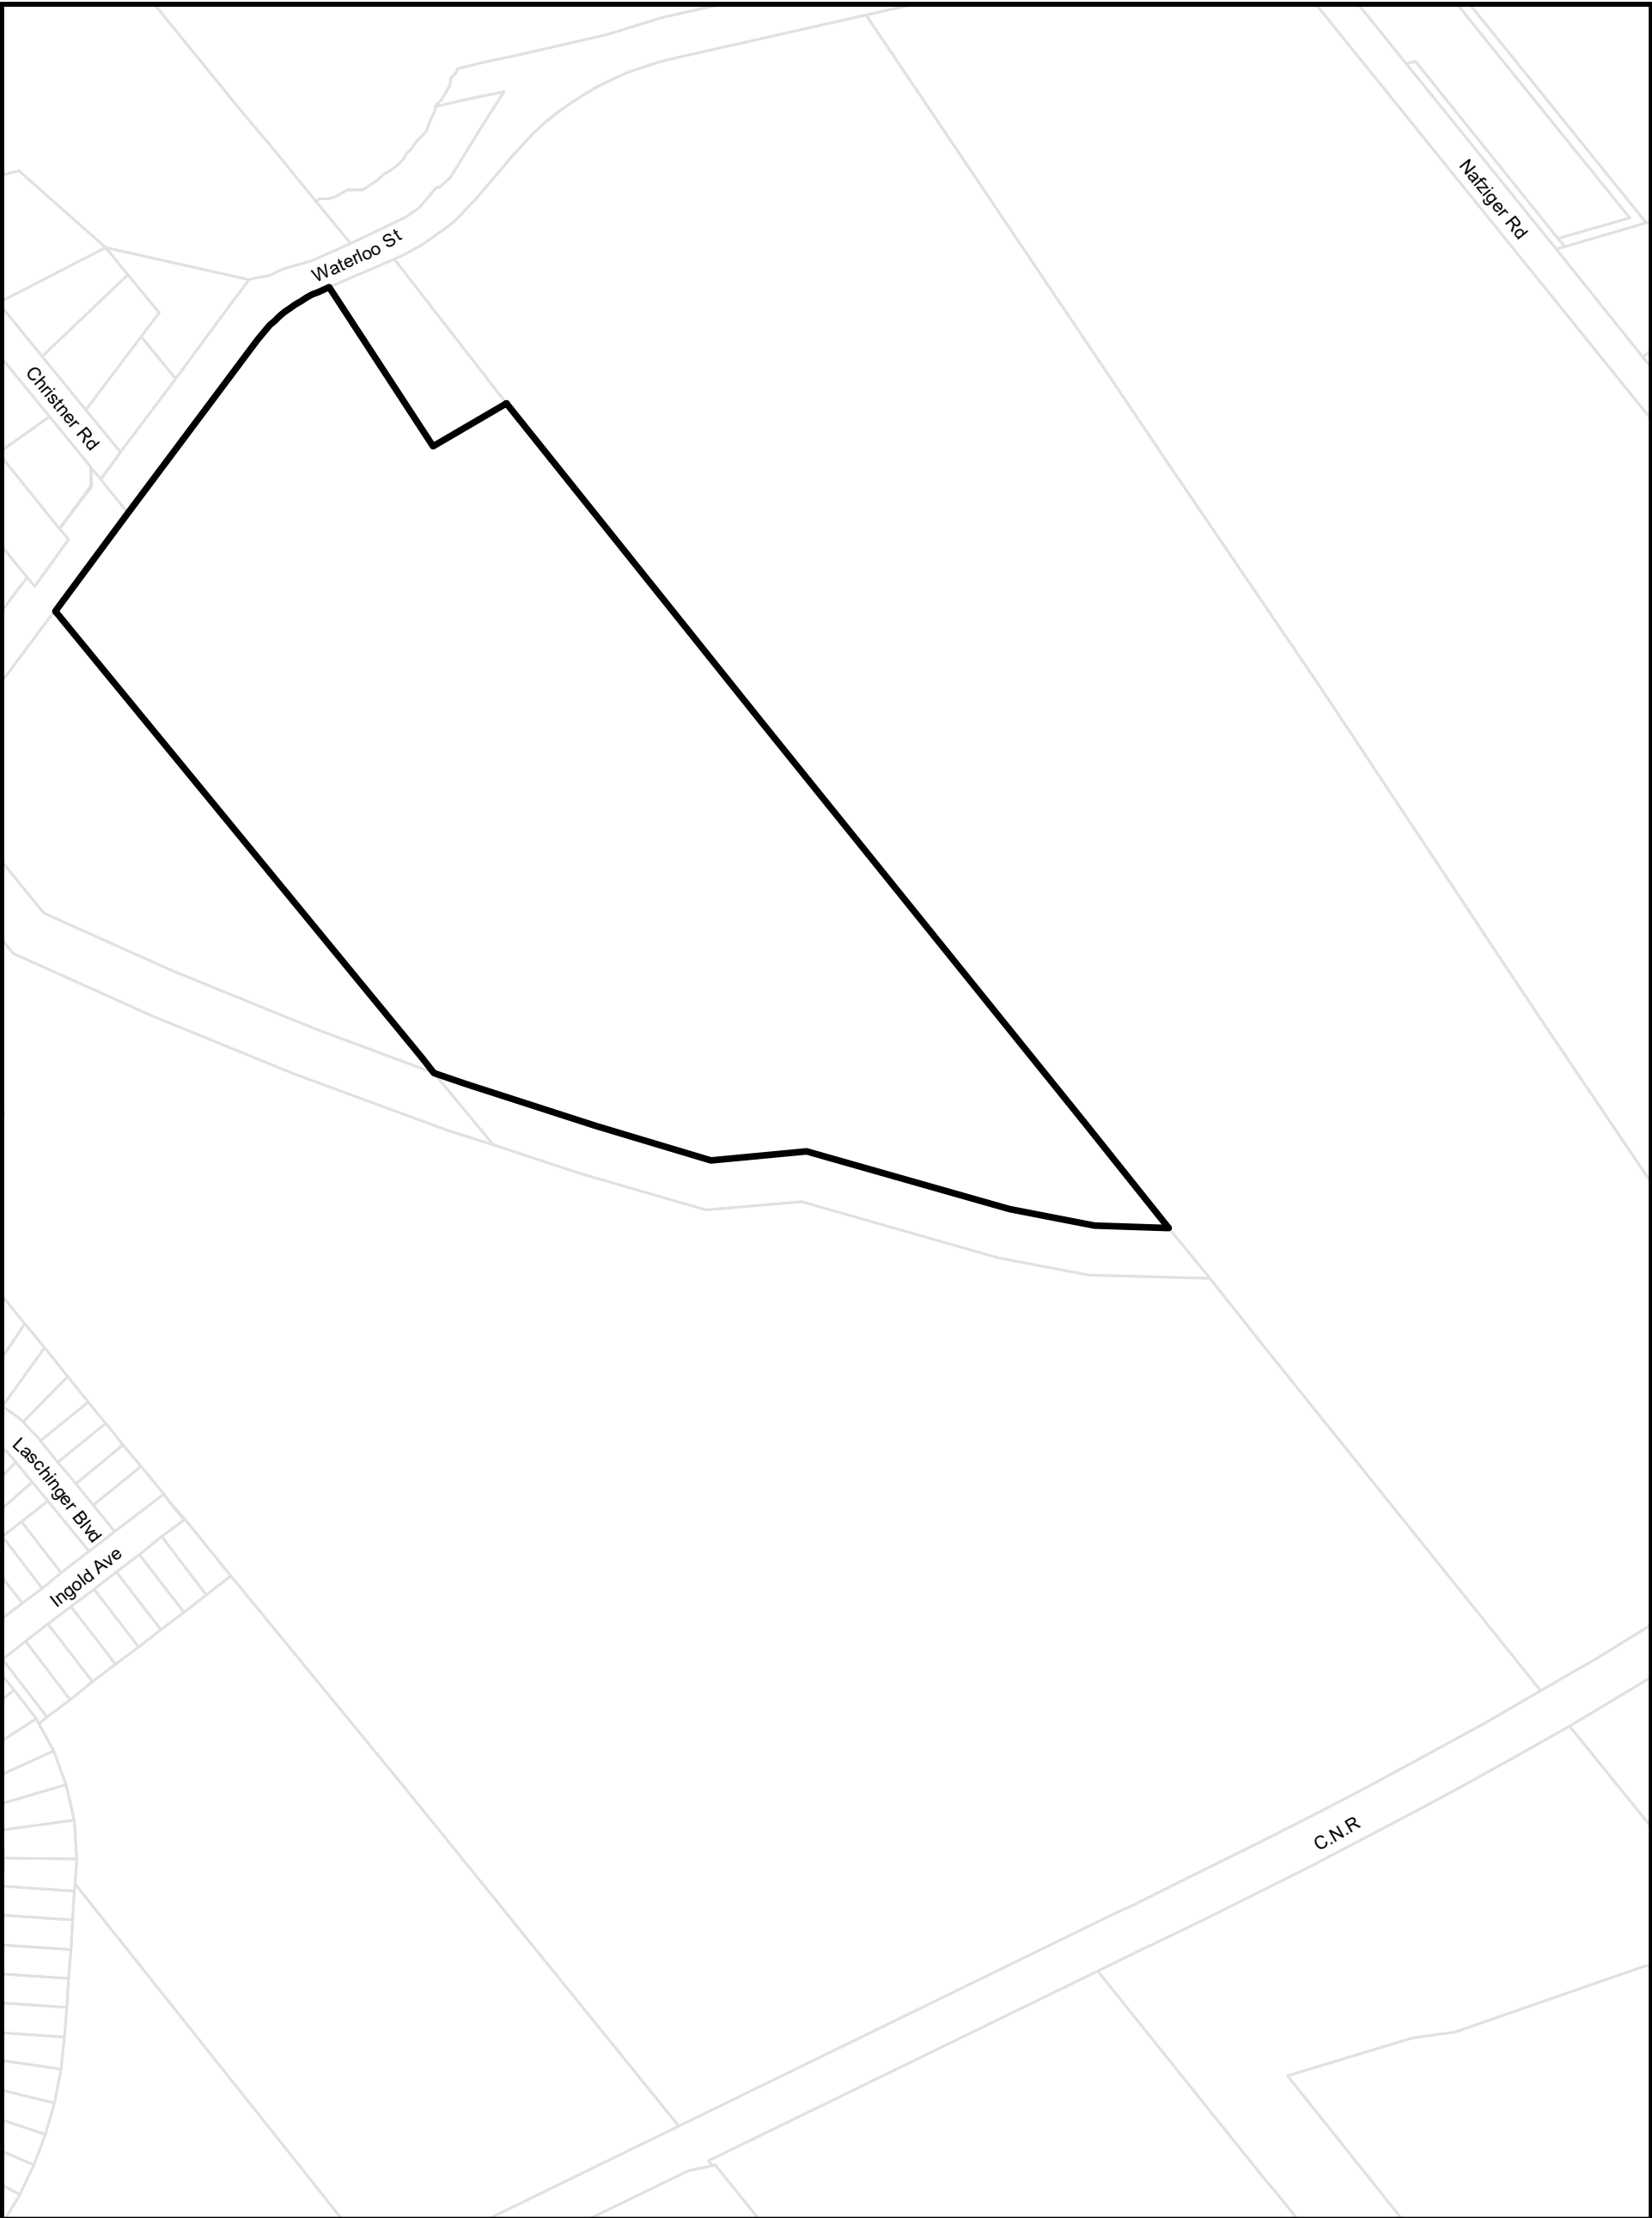 Nafziger Rd
Waterloo St
Christner Rd
Laschinger Blvd
Ingold Ave
C.N.R